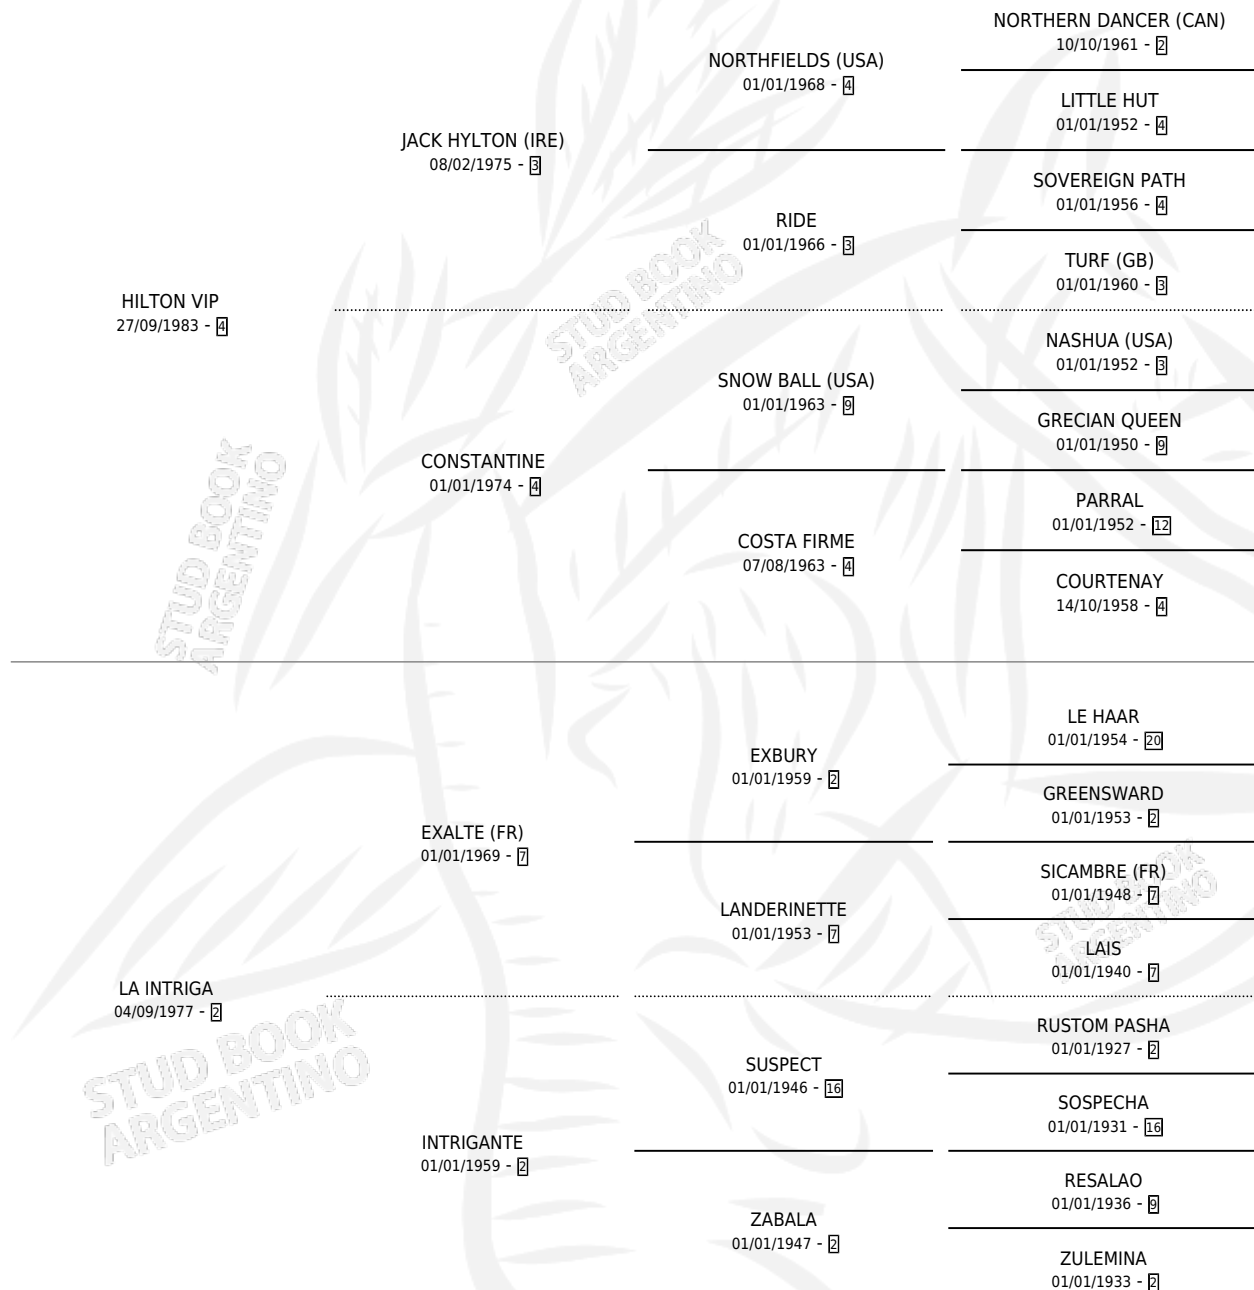 NORTHERN DANCER (CAN)
10/10/1961 - 2
NORTHFIELDS (USA)
01/01/1968 - 4
LITTLE HUT
01/01/1952 - 4
JACK HYLTON (IRE)
08/02/1975 - 3
SOVEREIGN PATH
01/01/1956 - 4
RIDE
01/01/1966 - 3
TURF (GB)
01/01/1960 - 3
HILTON VIP
27/09/1983 - 4
STUD BOOK
ARGENTINO
NASHUA (USA)
01/01/1952 - 3
SNOW BALL (USA)
01/01/1963 - 9
GRECIAN QUEEN
01/01/1950 - 9
CONSTANTINE
01/01/1974 - 4
PARRAL
01/01/1952 - 12
COSTA FIRME
07/08/1963 - 4
COURTENAY
14/10/1958 - 4
STUD BOOK
ARGENTINO
LE HAAR
01/01/1954 - 20
EXBURY
01/01/1959 - 2
GREENSWARD
01/01/1953 - 2
EXALTE (FR)
01/01/1969 - 7
SICAMBRE (FR)
01/01/1948 - 7
LANDERINETTE
01/01/1953 - 7
STUD BOOK
ARGENTINO
LAIS
01/01/1940 - 7
LA INTRIGA
04/09/1977 - 2
STUD BOOK
ARGENTINO
RUSTOM PASHA
01/01/1927 - 2
SUSPECT
01/01/1946 - 16
SOSPECHA
01/01/1931 - 16
INTRIGANTE
01/01/1959 - 2
RESALAO
01/01/1936 - 9
ZABALA
01/01/1947 - 2
ZULEMINA
01/01/1933 - 2